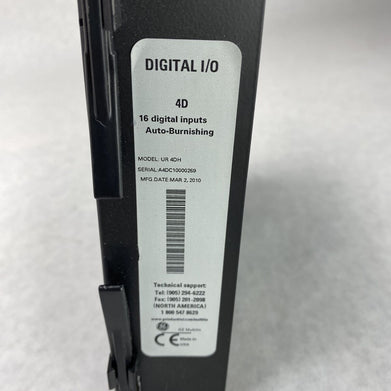 DIGITAL I/O
4D
16 digital inputs
Auto-Burnishing
MODEL: UR 4DH
SERIAL: A4DC10000269
MFG.DATE: MAR 2, 2010
Technical support:
Tel: (905) 294-6222
Fax: (905) 201-2098
(NORTH AMERICA)
1 800 547 8629
GE Multilin
CE
Made in